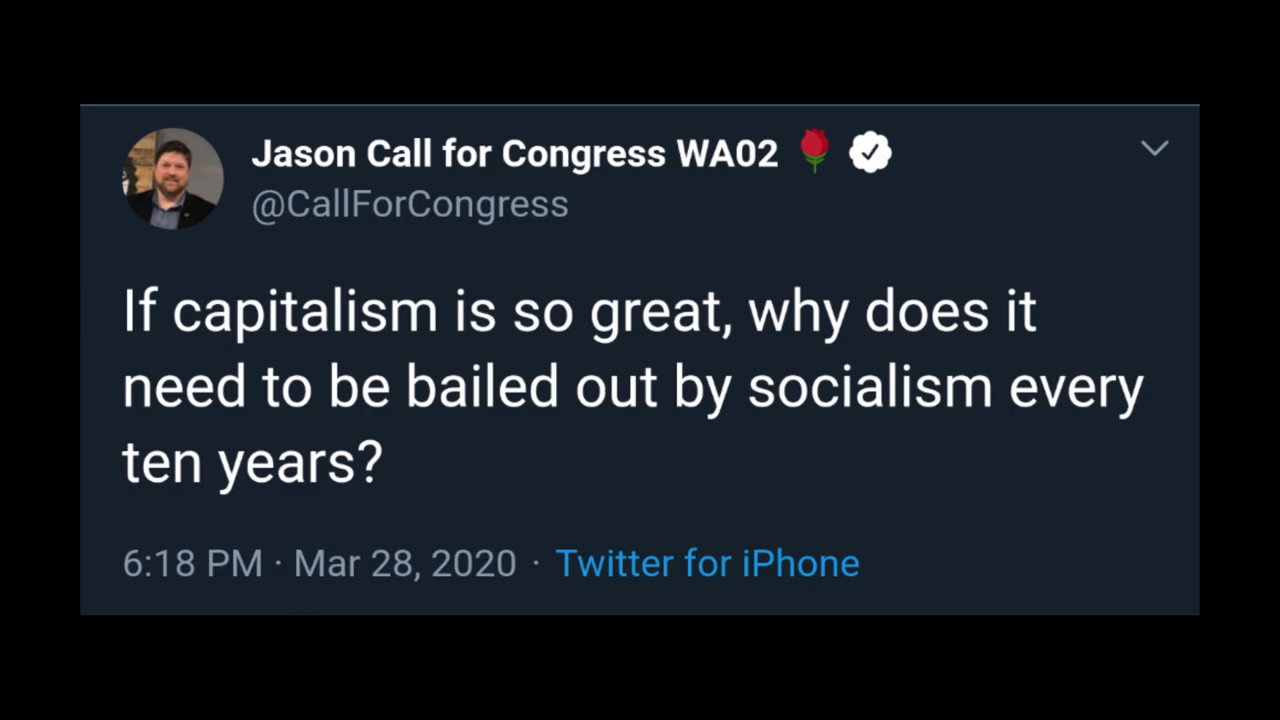 Jason Call for Congress WA02 🌹
@CallForCongress
If capitalism is so great, why does it
need to be bailed out by socialism every
ten years?
6:18 PM · Mar 28, 2020 · Twitter for iPhone